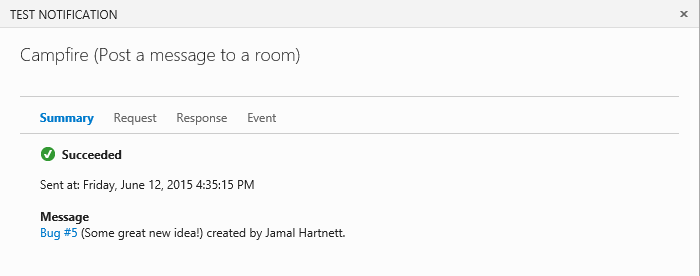 TEST NOTIFICATION
Campfire (Post a message to a room)
Summary Request Response Event
Succeeded
Sent at: Friday, June 12, 2015 4:35:15 PM
Message
Bug #5 (Some great new idea!) created by Jamal Hartnett.